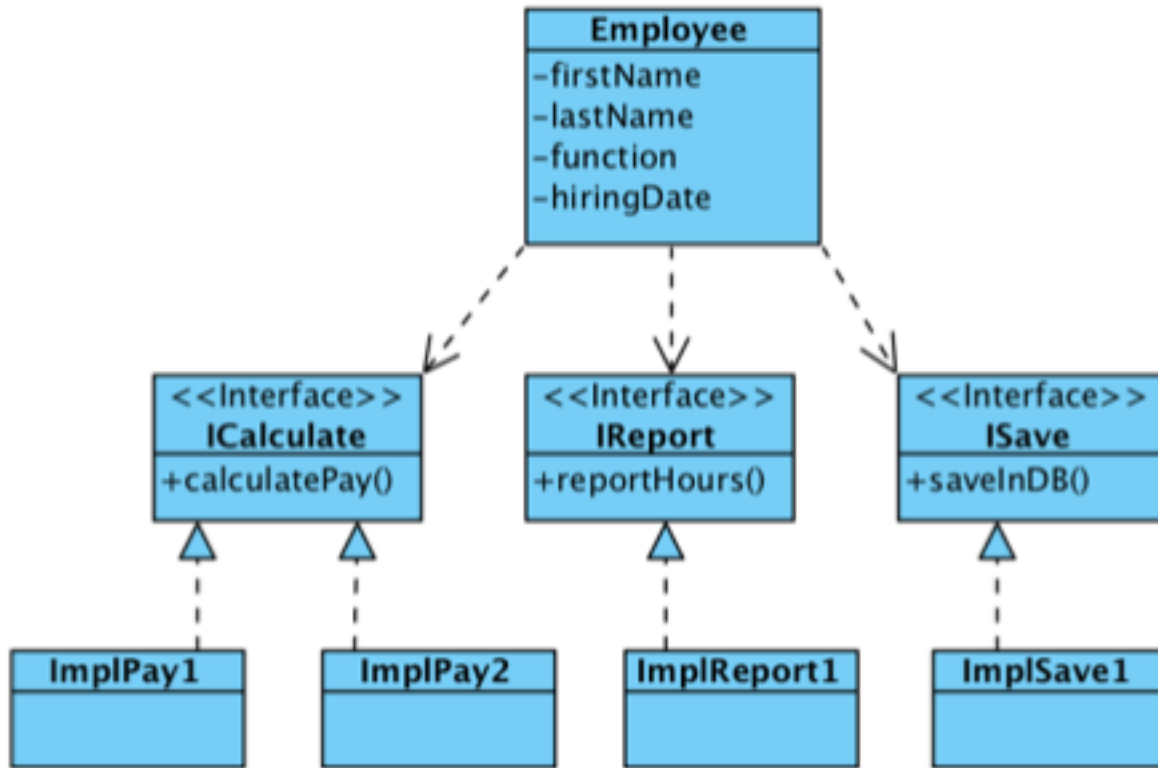 Employee
-firstName
-lastName
-function
-hiringDate
<<Interface>>
ICalculate
+calculatePay()
<<Interface>>
IReport
+reportHours()
<<Interface>>
ISave
+saveInDB()
ImplPay1
ImplPay2
ImplReport1
ImplSave1